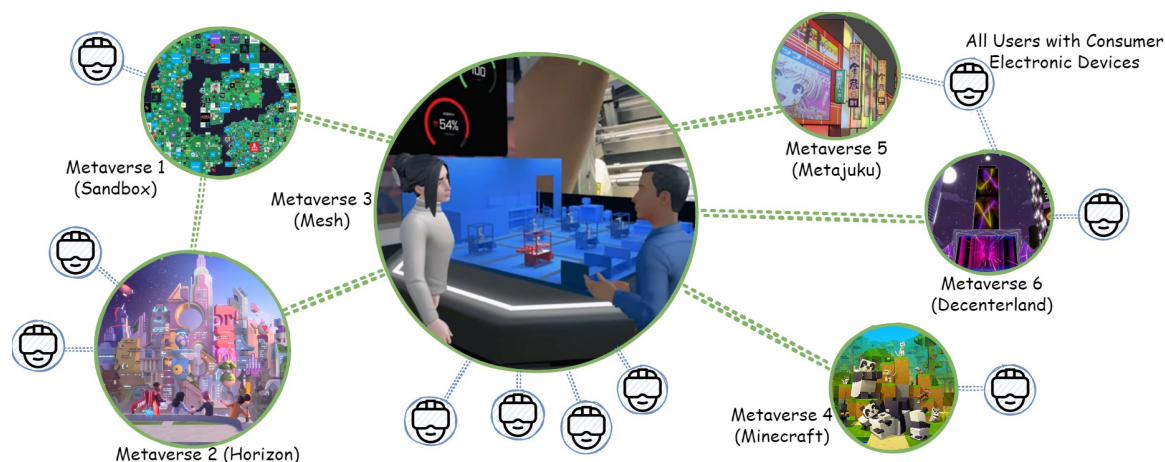 All Users with Consumer
Electronic Devices
Metaverse 1
(Sandbox)
Metaverse 3
(Mesh)
100
54%
Metaverse 5
(Metajuku)
Metaverse 6
(Decenterland)
Metaverse 2 (Horizon)
Metaverse 4
(Minecraft)